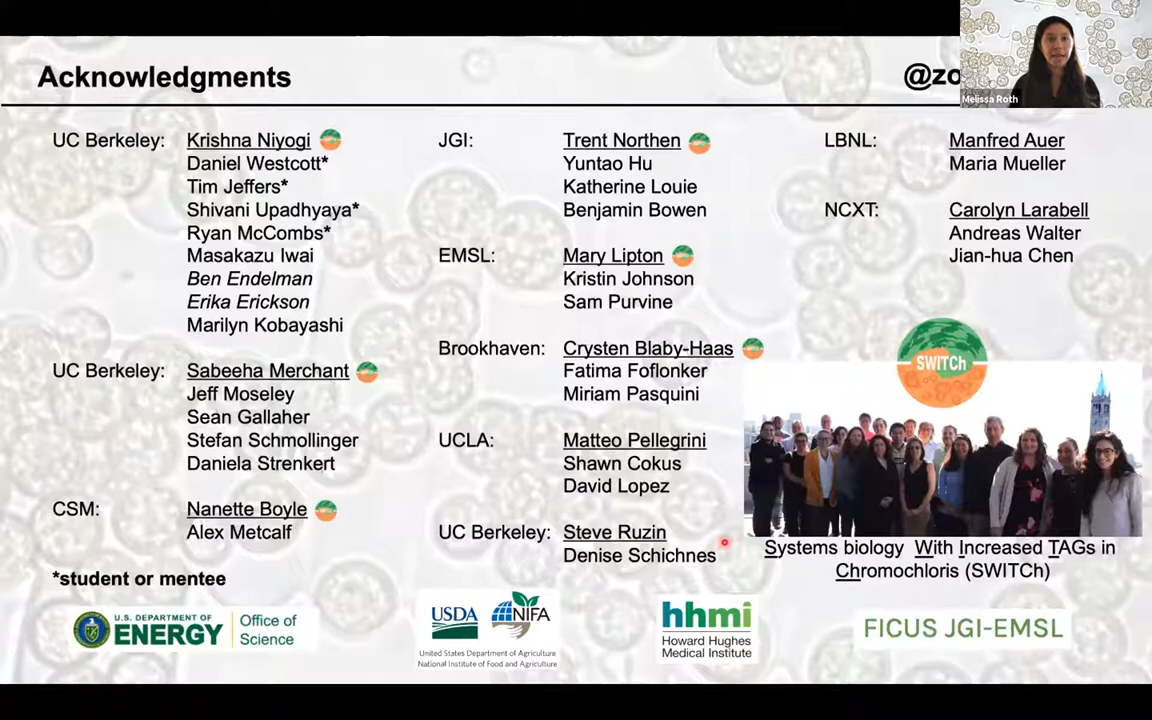 Acknowledgments
@zo
Melissa Roth
UC Berkeley: Krishna Niyogi
Daniel Westcott*
Tim Jeffers*
Shivani Upadhyaya*
Ryan McCombs*
Masakazu Iwai
Ben Endelman
Erika Erickson
Marilyn Kobayashi
UC Berkeley: Sabeeha Merchant
Jeff Moseley
Sean Gallaher
Stefan Schmollinger
Daniela Strenkert
CSM: Nanette Boyle
Alex Metcalf
*student or mentee
JGI: Trent Northen
Yuntao Hu
Katherine Louie
Benjamin Bowen
EMSL: Mary Lipton
Kristin Johnson
Sam Purvine
Brookhaven: Crysten Blaby-Haas
Fatima Foflonker
Miriam Pasquini
UCLA: Matteo Pellegrini
Shawn Cokus
David Lopez
UC Berkeley: Steve Ruzin
Denise Schichnes
LBNL: Manfred Auer
Maria Mueller
NCXT: Carolyn Larabell
Andreas Walter
Jian-hua Chen
SWITCh
Systems biology With Increased TAGs in
Chromochloris (SWITCh)
U.S. DEPARTMENT OF
ENERGY
Office of
Science
USDA NIFA
United States Department of Agriculture
National Institute of Food and Agriculture
hhmi
Howard Hughes
Medical Institute
FICUS JGI-EMSL